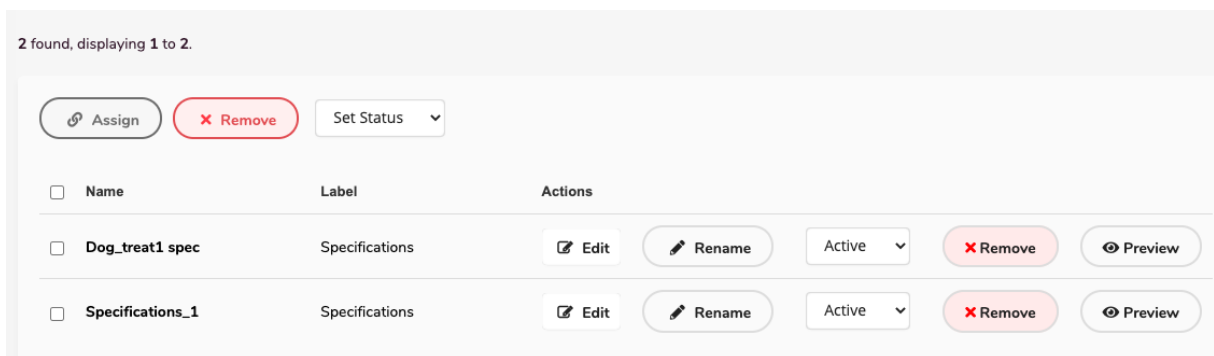 2 found, displaying 1 to 2.
Assign Remove Set Status
Name Label Actions
Dog_treat1 spec Specifications Edit Rename Active Remove Preview
Specifications_1 Specifications Edit Rename Active Remove Preview